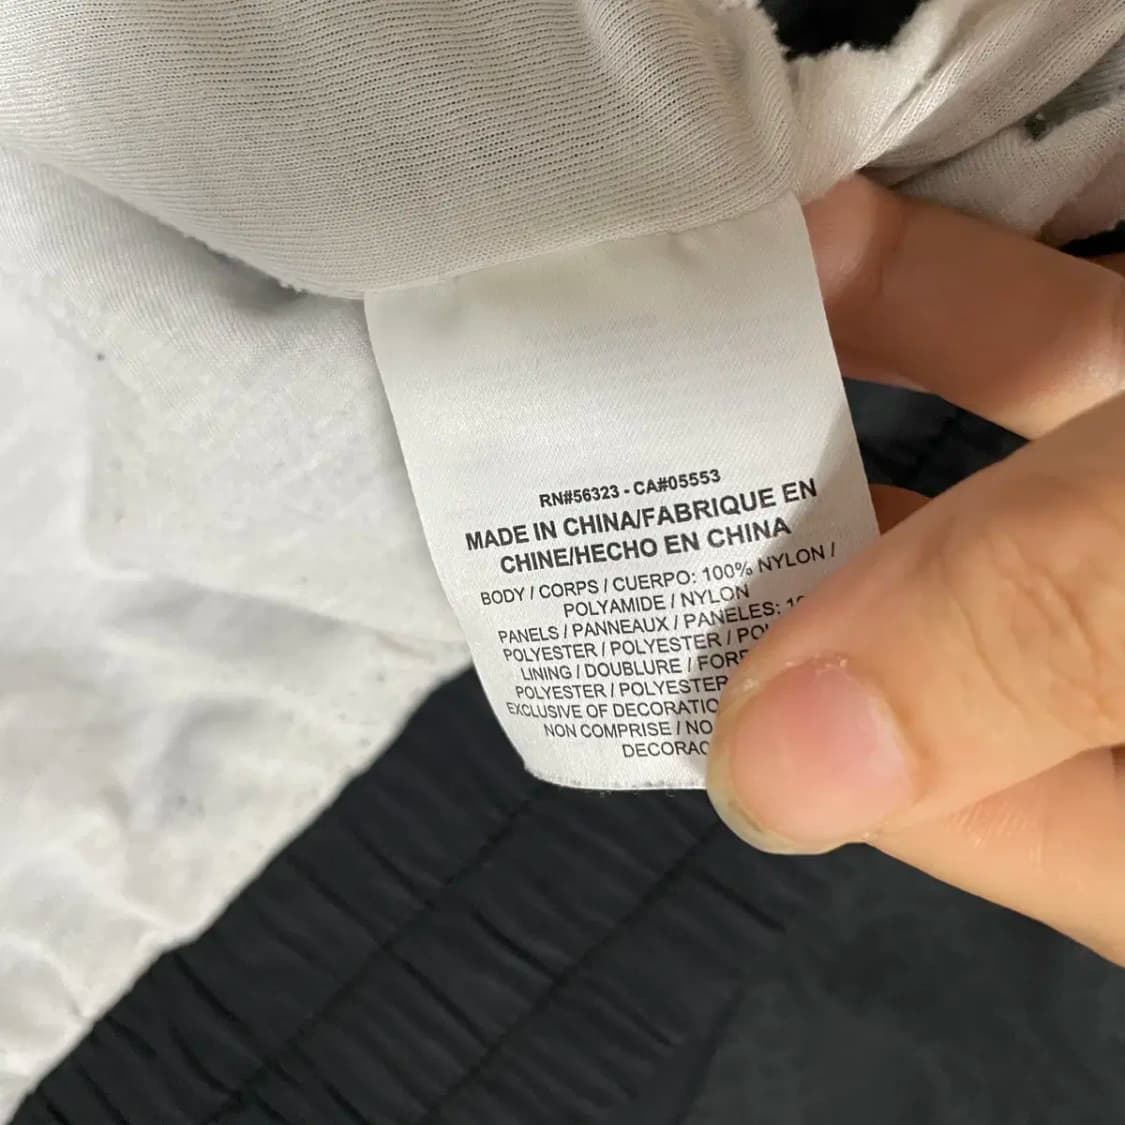 RN#56323 - CA#05553
MADE IN CHINA/FABRIQUE EN
CHINE/HECHO EN CHINA
BODY / CORPS / CUERPO: 100% NYLON /
POLYAMIDE / NYLON
PANELS / PANNEAUX / PANELES:
POLYESTER / POLYESTER /
LINING / DOUBLURE /
POLYESTER / POLYESTER
EXCLUSIVE OF
NON COMPRISE /